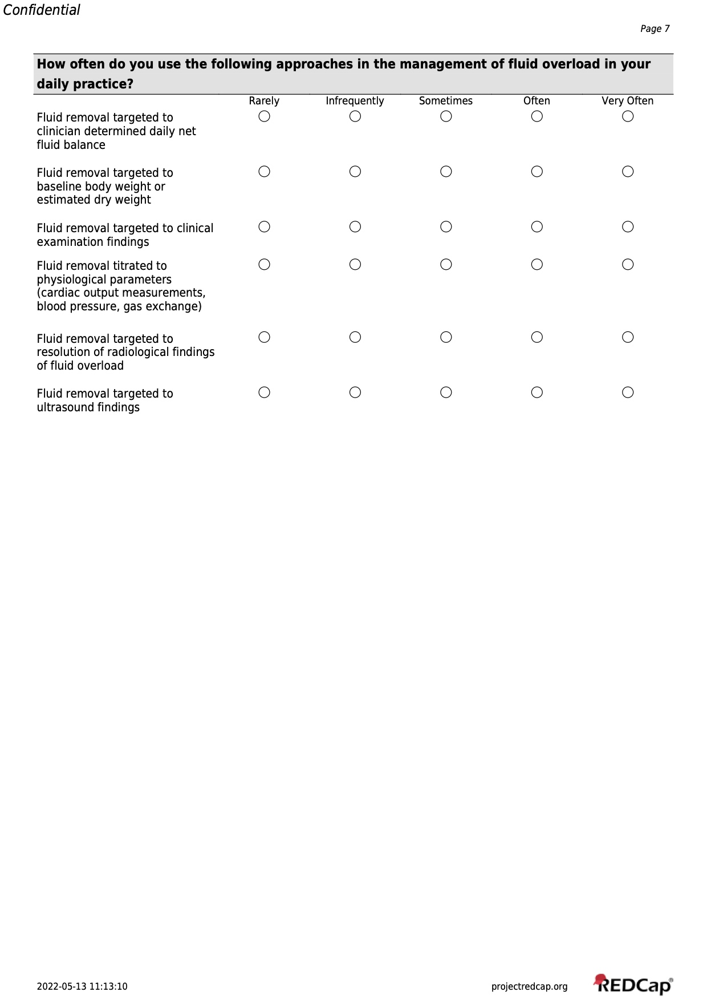 Confidential
Page 7
How often do you use the following approaches in the management of fluid overload in your
daily practice?
Rarely Infrequently Sometimes Often Very Often
Fluid removal targeted to
clinician determined daily net
fluid balance
Fluid removal targeted to
baseline body weight or
estimated dry weight
Fluid removal targeted to clinical
examination findings
Fluid removal titrated to
physiological parameters
(cardiac output measurements,
blood pressure, gas exchange)
Fluid removal targeted to
resolution of radiological findings
of fluid overload
Fluid removal targeted to
ultrasound findings
2022-05-13 11:13:10 projectredcap.org REDCap®